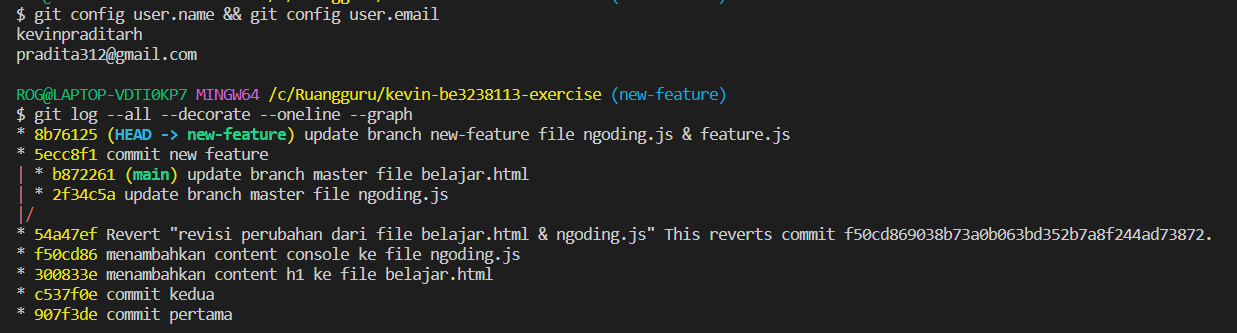 $ git config user.name && git config user.email
kevinpraditarh
pradita312@gmail.com
ROG@LAPTOP-VDTI0KP7 MINGW64 /c/Ruangguru/kevin-be3238113-exercise (new-feature)
$ git log --all --decorate --oneline --graph
* 8b76125 (HEAD -> new-feature) update branch new-feature file ngoding.js & feature.js
* 5ecc8f1 commit new feature
| * b872261 (main) update branch master file belajar.html
| * 2f34c5a update branch master file ngoding.js
|/
* 54a47ef Revert "revisi perubahan dari file belajar.html & ngoding.js" This reverts commit f50cd869038b73a0b063bd352b7a8f244ad73872.
* f50cd86 menambahkan content console ke file ngoding.js
* 300833e menambahkan content h1 ke file belajar.html
* c537f0e commit kedua
* 907f3de commit pertama